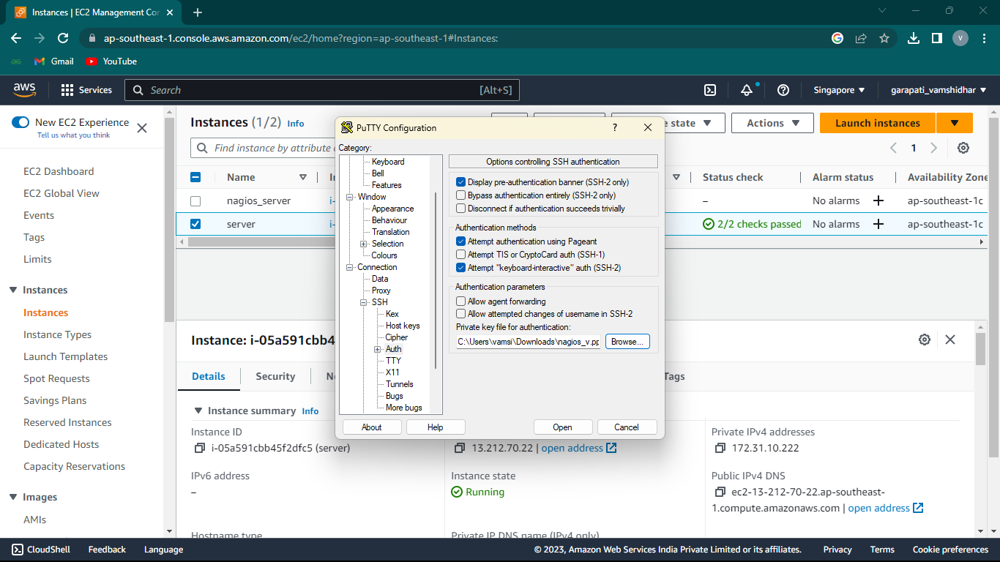 Instances | EC2 Management Con
ap-southeast-1.console.aws.amazon.com/ec2/home?region=ap-southeast-1#Instances:
V
Gmail
YouTube
aws
Services
Search
[Alt+S]
Singapore
garapati_vamshidhar
New EC2 Experience
Tell us what you think
EC2 Dashboard
EC2 Global View
Events
Tags
Limits
Instances
Instances
Instance Types
Launch Templates
Spot Requests
Savings Plans
Reserved Instances
Dedicated Hosts
Capacity Reservations
Images
AMIs
Instances (1/2) Info
state
Actions
Launch instances
Find instance by attribute
1
Name
Status check
Alarm status
Availability Zone
nagios_server
i-
–
No alarms
ap-southeast-1c
server
i-
2/2 checks passed
No alarms
ap-southeast-1c
PuTTY Configuration
?
Category:
Keyboard
Bell
Features
Window
Appearance
Behaviour
Translation
Selection
Colours
Connection
Data
Proxy
SSH
Kex
Host keys
Cipher
Auth
TTY
X11
Tunnels
Bugs
More bugs
Options controlling SSH authentication
Display pre-authentication banner (SSH-2 only)
Bypass authentication entirely (SSH-2 only)
Disconnect if authentication succeeds trivially
Authentication methods
Attempt authentication using Pageant
Attempt TIS or CryptoCard auth (SSH-1)
Attempt "keyboard-interactive" auth (SSH-2)
Authentication parameters
Allow agent forwarding
Allow attempted changes of username in SSH-2
Private key file for authentication:
C:\Users\vamsi\Downloads\nagios_v.pp
Browse...
About
Help
Open
Cancel
Instance: i-05a591cbb4
Details
Security
Tags
Instance summary Info
Instance ID
i-05a591cbb45f2dfc5 (server)
13.212.70.22 | open address
Private IPv4 addresses
172.31.10.222
IPv6 address
–
Instance state
Running
Public IPv4 DNS
ec2-13-212-70-22.ap-southeast-
1.compute.amazonaws.com | open address
Hostname type
Private IP DNS name (IPv4 only)
CloudShell
Feedback
Language
© 2023, Amazon Web Services India Private Limited or its affiliates.
Privacy
Terms
Cookie preferences